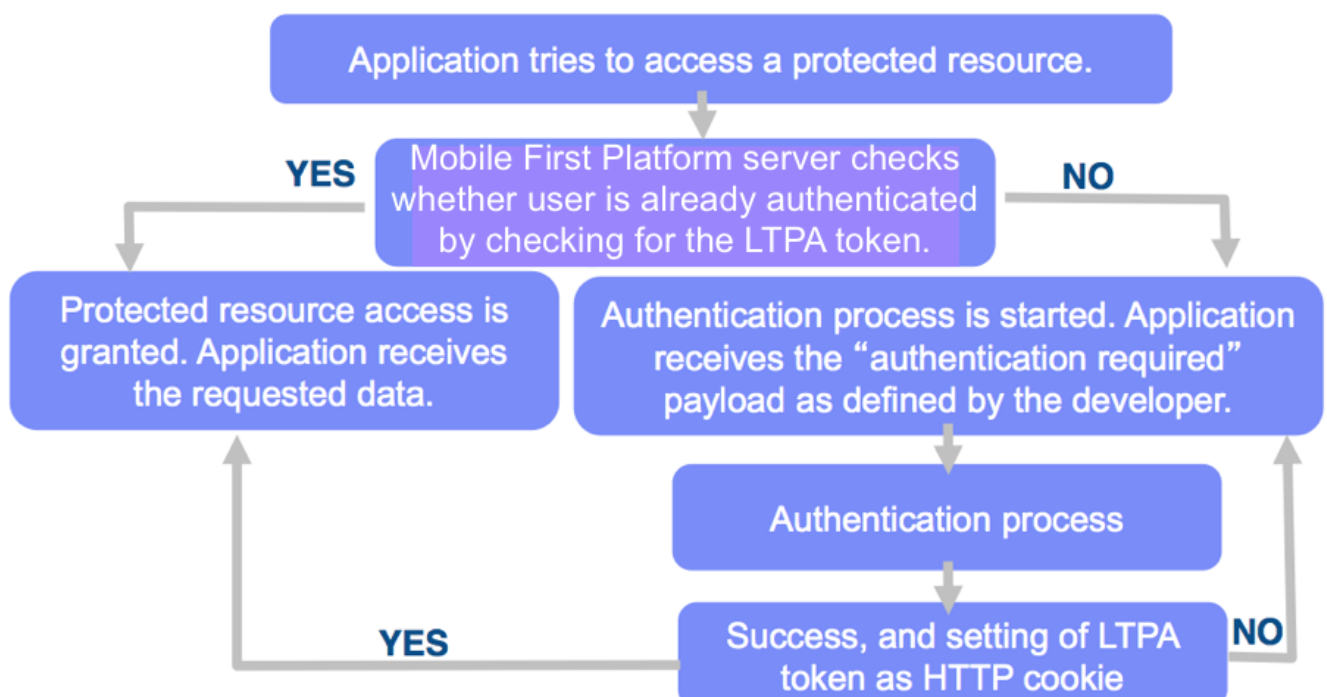 Application tries to access a protected resource.
YES
Mobile First Platform server checks
whether user is already authenticated
by checking for the LTPA token.
NO
Protected resource access is
granted. Application receives
the requested data.
Authentication process is started. Application
receives the “authentication required”
payload as defined by the developer.
Authentication process
YES
Success, and setting of LTPA
token as HTTP cookie
NO